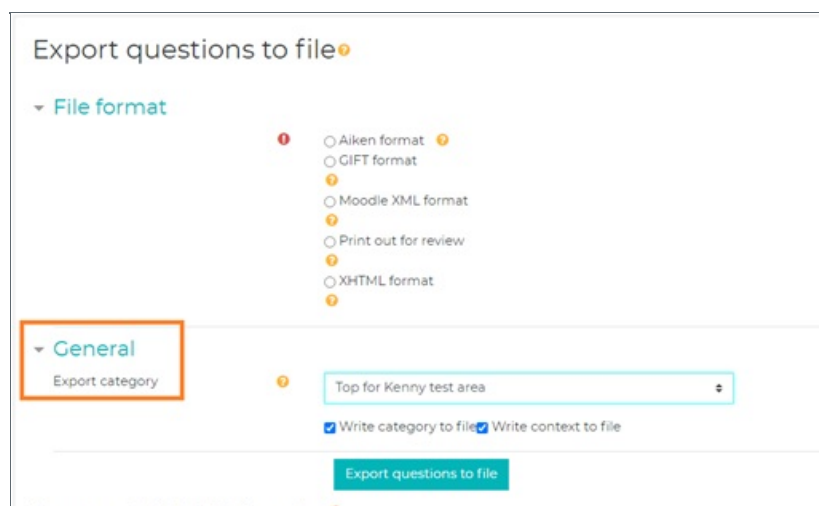 Export questions to file
File format
Aiken format
GIFT format
Moodle XML format
Print out for review
XHTML format
General
Export category
Top for Kenny test area
Write category to file Write context to file
Export questions to file